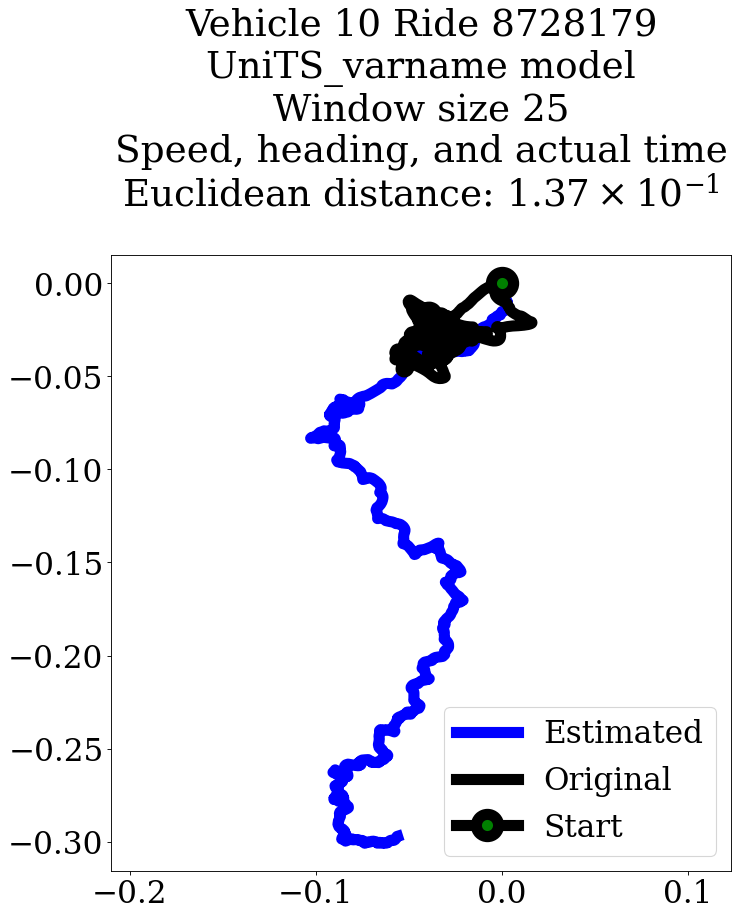 Vehicle 10 Ride 8728179
UniTS_varname model
Window size 25
Speed, heading, and actual time
Euclidean distance: 1.37 × 10⁻¹
0.00
−0.05
−0.10
−0.15
−0.20
−0.25
−0.30
Estimated
Original
Start
−0.2 −0.1 0.0 0.1